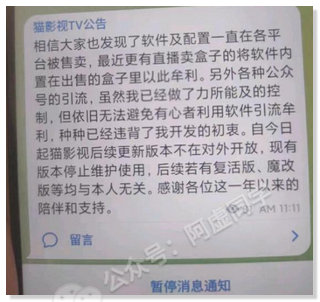 猫影视TV公告
相信大家也发现了软件及配置一直在各平
台被售卖，最近更有直播卖盒子的将软件内
置在出售的盒子里以此牟利。另外各种公众
号的引流，虽然我已经做了力所能及的控
制，但依旧无法避免有心者利用软件引流牟
利，种种已经违背了我开发的初衷。自今日
起猫影视后续更新版本不在对外开放，现有
版本停止维护使用，后续若有复活版、魔改
版等均与本人无关。感谢各位这一年以来的
陪伴和支持。
AM 11:11
留言
公众号：阿虚同学
暂停消息通知